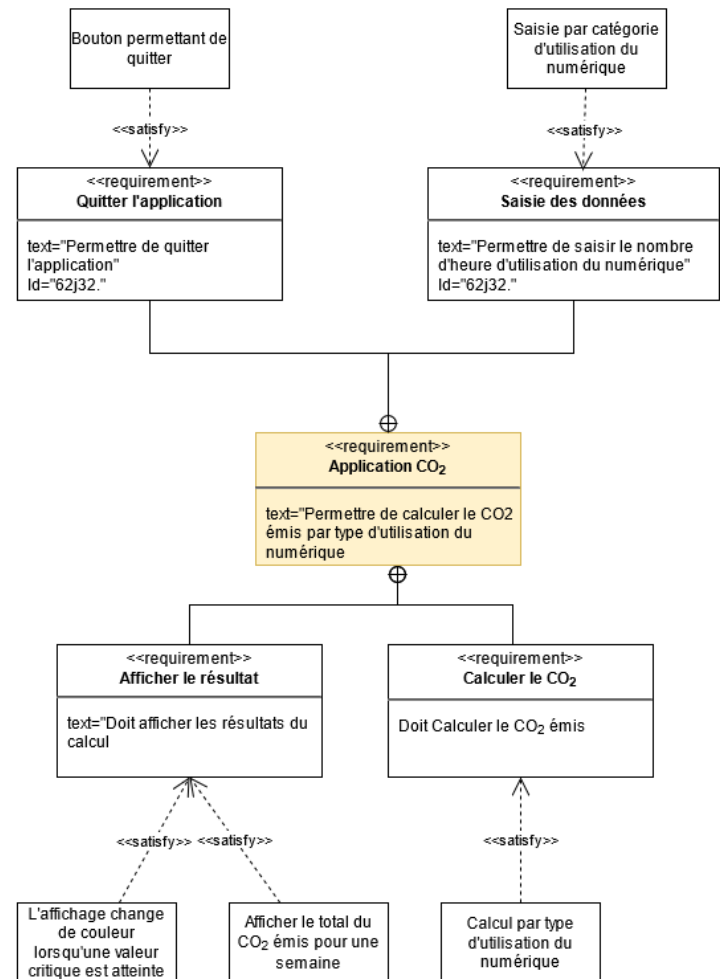 Bouton permettant de
quitter
Saisie par catégorie
d'utilisation du
numérique
<<satisfy>>
<<satisfy>>
<<requirement>>
Quitter l'application
text="Permettre de quitter
l'application"
Id="62j32."
<<requirement>>
Saisie des données
text="Permettre de saisir le nombre
d'heure d'utilisation du numérique"
Id="62j32."
<<requirement>>
Application CO₂
text="Permettre de calculer le CO2
émis par type d'utilisation du
numérique
<<requirement>>
Afficher le résultat
text="Doit afficher les résultats du
calcul
<<requirement>>
Calculer le CO₂
Doit Calculer le CO₂ émis
<<satisfy>>
<<satisfy>>
<<satisfy>>
L'affichage change
de couleur
lorsqu'une valeur
critique est atteinte
Afficher le total du
CO₂ émis pour une
semaine
Calcul par type
d'utilisation du
numérique